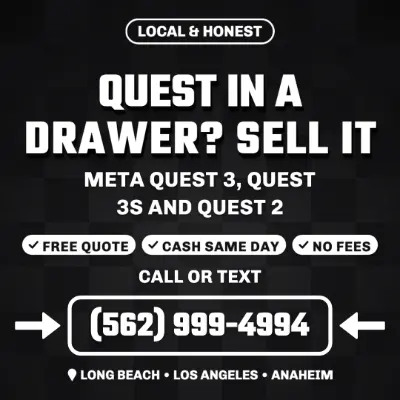 LOCAL & HONEST
QUEST IN A
DRAWER? SELL IT
META QUEST 3, QUEST
3S AND QUEST 2
✓ FREE QUOTE ✓ CASH SAME DAY ✓ NO FEES
CALL OR TEXT
(562) 999-4994
LONG BEACH • LOS ANGELES • ANAHEIM